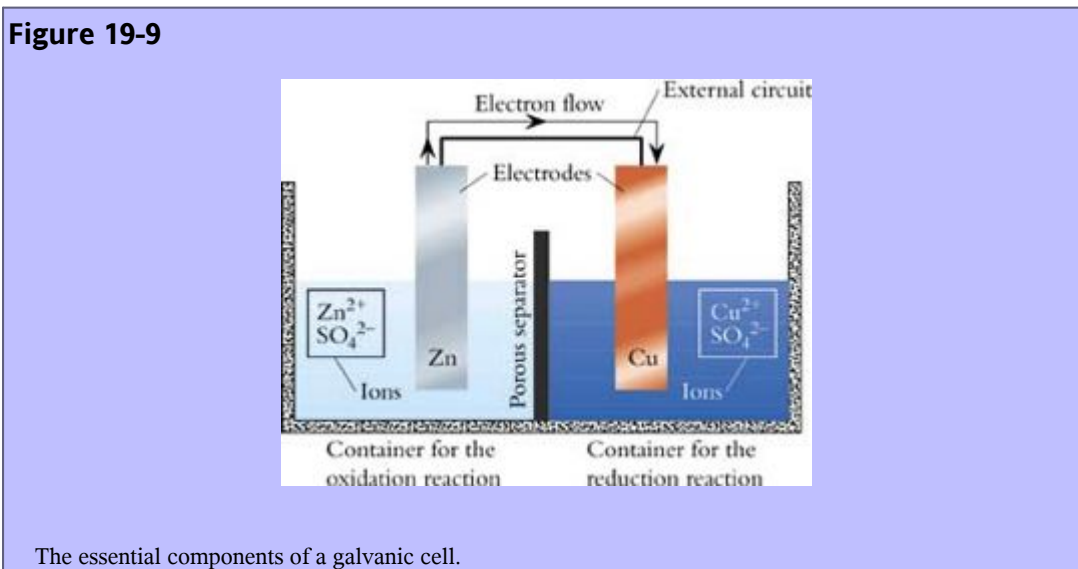 Figure 19-9
External circuit
Electron flow
Electrodes
Porous separator
Zn²⁺
SO₄²⁻
Zn
Ions
Cu²⁺
SO₄²⁻
Cu
Ions
Container for the
oxidation reaction
Container for the
reduction reaction
The essential components of a galvanic cell.